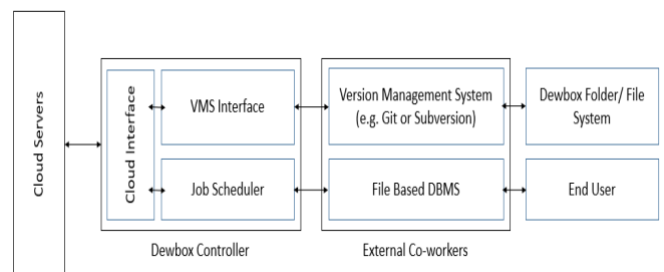 Cloud Servers
Cloud Interface
VMS Interface
Version Management System
(e.g. Git or Subversion)
Dewbox Folder/ File
System
Job Scheduler
File Based DBMS
End User
Dewbox Controller
External Co-workers